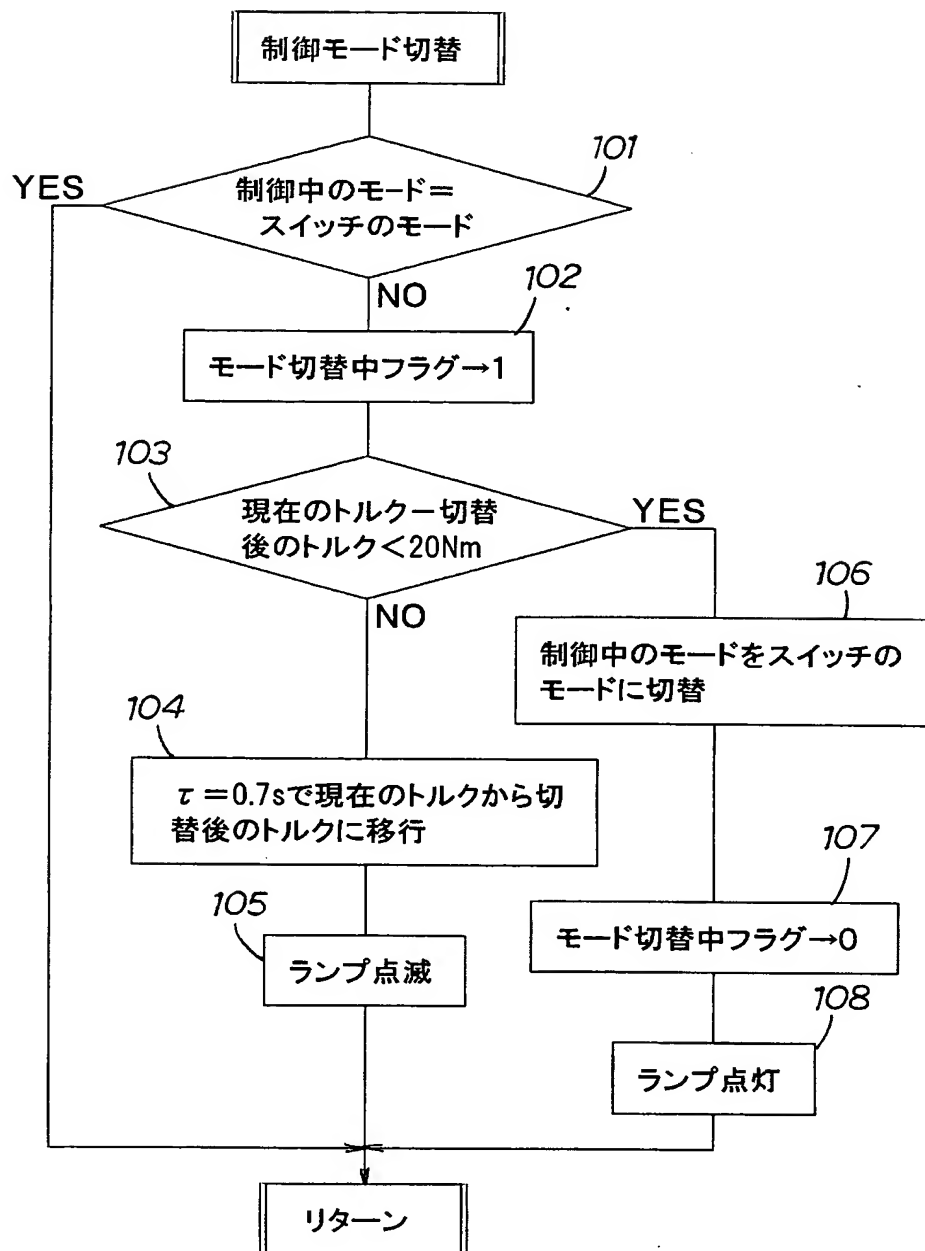 制御モード切替
101
YES
制御中のモード＝
スイッチのモード
NO
102
モード切替中フラグ→1
103
現在のトルクー切替
後のトルク＜20Nm
YES
NO
106
制御中のモードをスイッチの
モードに切替
104
τ＝0.7sで現在のトルクから切
替後のトルクに移行
107
モード切替中フラグ→0
105
ランプ点滅
108
ランプ点灯
リターン